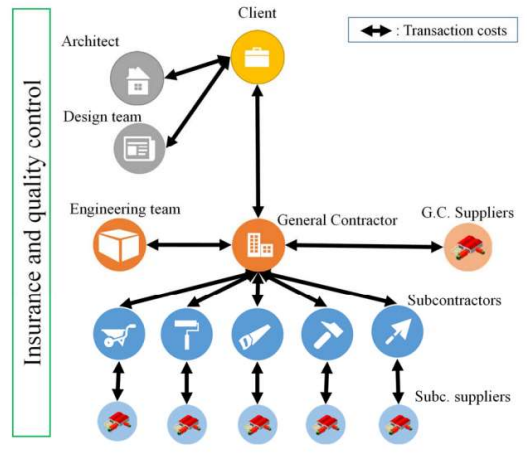 Client
: Transaction costs
Architect
Design team
Insurance and quality control
Engineering team
General Contractor
G.C. Suppliers
Subcontractors
Subc. suppliers